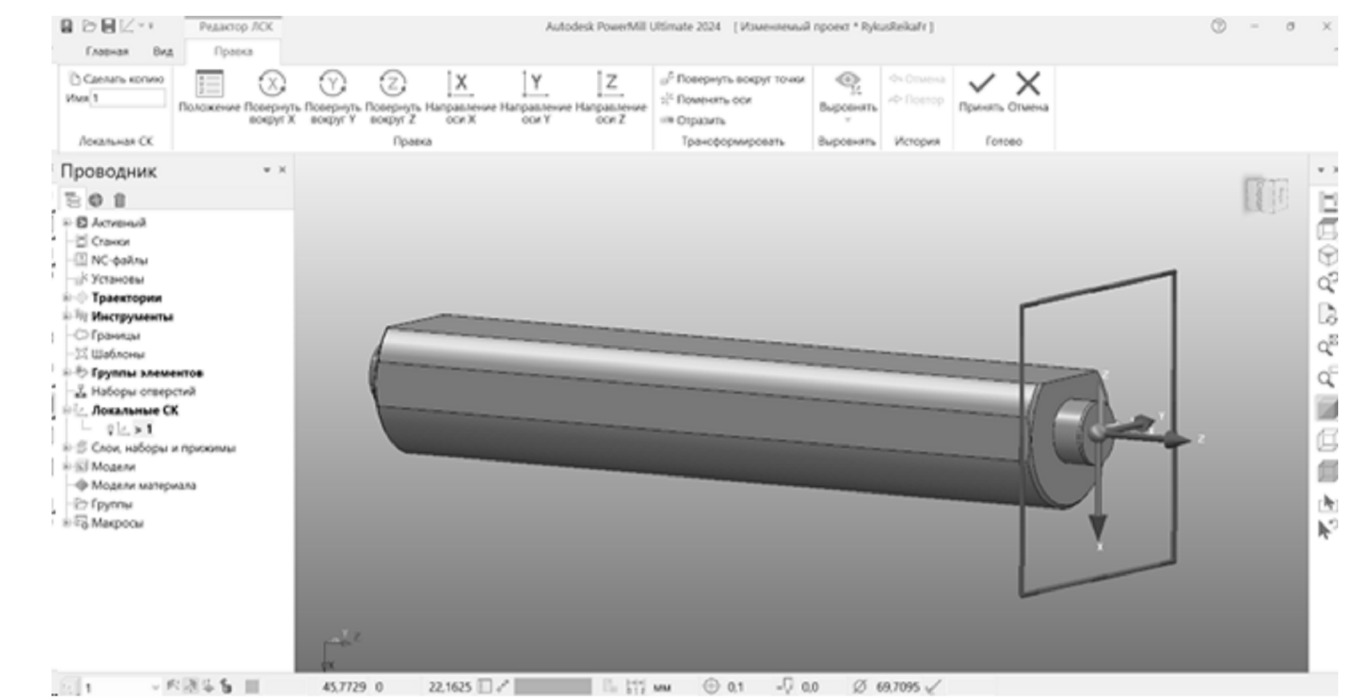 Редактор ЛСК
Autodesk PowerMill Ultimate 2024 [ Изменяемый проект * RykusReikaFr ]
Главная Вид Правка
Сделать копию
Имя 1
Локальная СК
Положение Повернуть вокруг X Повернуть вокруг Y Повернуть вокруг Z Направление оси X Направление оси Y Направление оси Z
Правка
Повернуть вокруг точки
Поменять оси
Отразить
Трансформировать
Выровнять
Выровнять
Отмена
Повтор
История
Принять Отмена
Готово
Проводник
Активный
Станки
NC-файлы
Установы
Траектории
Инструменты
Границы
Шаблоны
Группы элементов
Наборы отверстий
Локальные СК
> 1
Слои, наборы и прижимы
Модели
Модели материала
Группы
Макросы
Z
Y
Z
X
Y Z
X
1 45,7729 0 22,1625 мм 0,1 0,0 69,7095